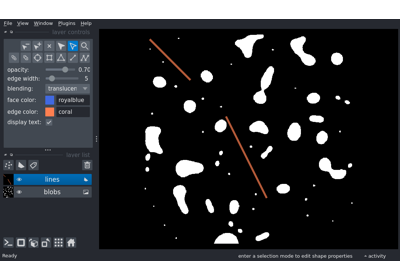 File View Window Plugins Help
layer controls
opacity: 0.70
edge width: 5
blending: translucent
face color: royalblue
edge color: coral
display text:
layer list
lines
blobs
Ready enter a selection mode to edit shape properties activity